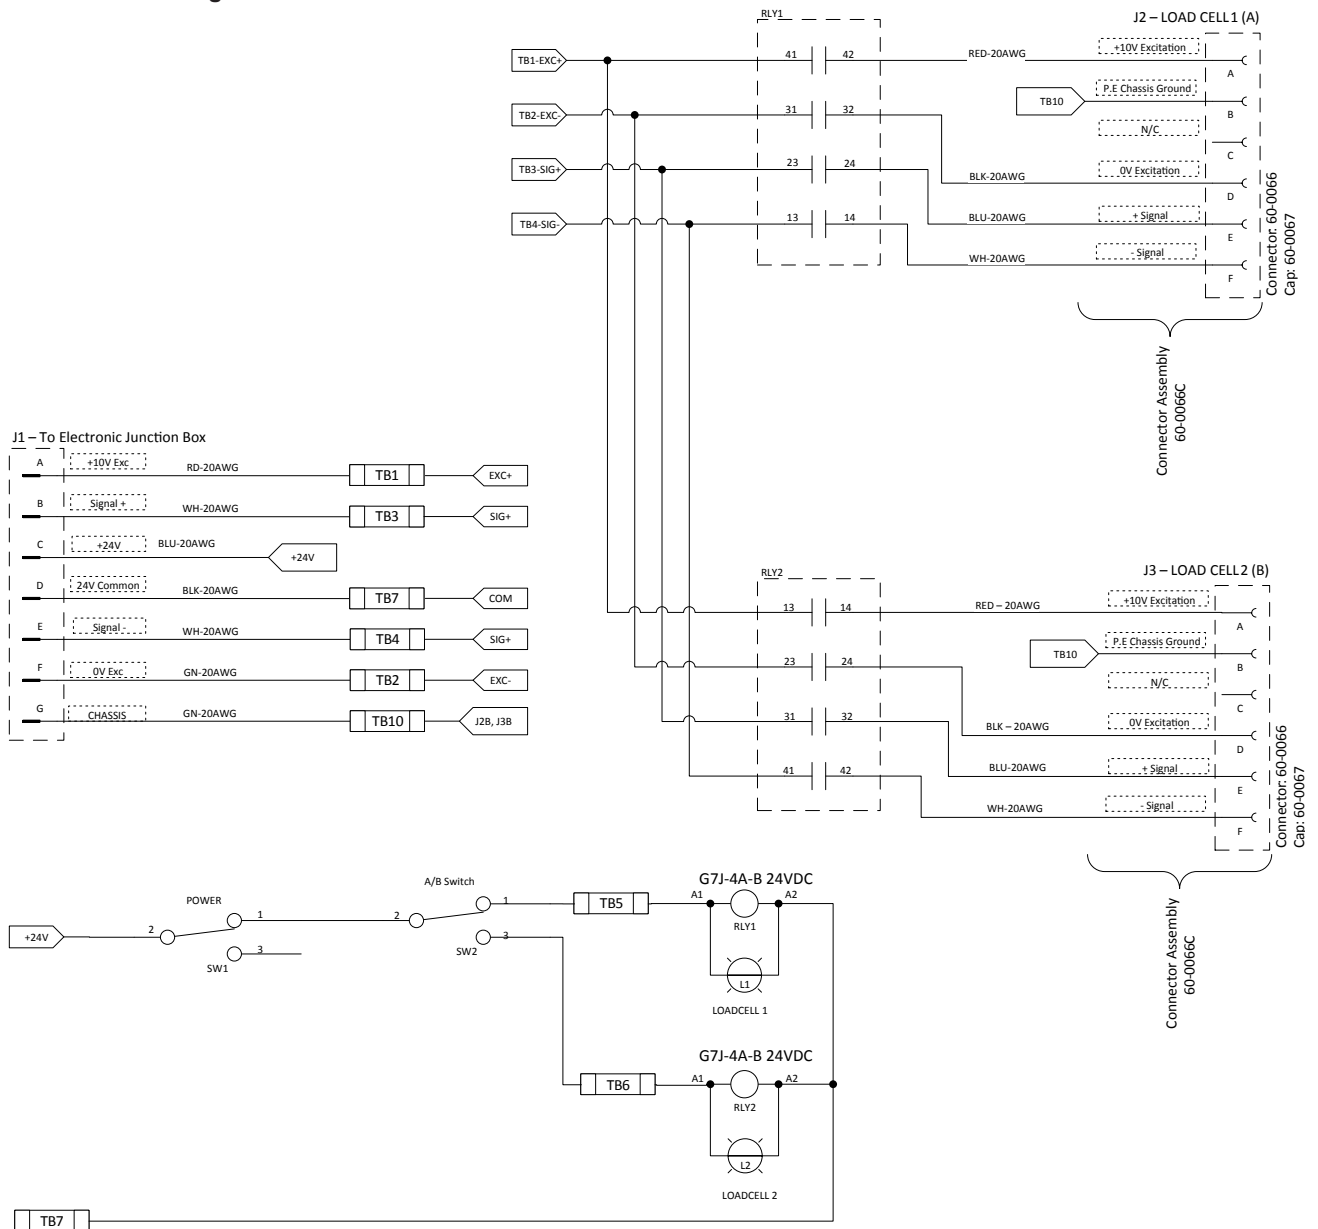 RLY1
J2 – LOAD CELL 1 (A)
TB1-EXC+
41
42
RED-20AWG
+10V Excitation
A
TB10
P.E Chassis Ground
B
TB2-EXC-
31
32
N/C
C
TB3-SIG+
23
24
BLK-20AWG
0V Excitation
D
TB4-SIG-
13
14
BLU-20AWG
+ Signal
E
WH-20AWG
- Signal
F
Connector: 60-0066
Cap: 60-0067
Connector Assembly
60-0066C
J1 – To Electronic Junction Box
A
+10V Exc
RD-20AWG
TB1
EXC+
B
Signal +
WH-20AWG
TB3
SIG+
C
+24V
BLU-20AWG
+24V
D
24V Common
BLK-20AWG
TB7
COM
E
Signal -
WH-20AWG
TB4
SIG+
F
0V Exc
GN-20AWG
TB2
EXC-
G
CHASSIS
GN-20AWG
TB10
J2B, J3B
RLY2
J3 – LOAD CELL 2 (B)
13
14
RED – 20AWG
+10V Excitation
A
TB10
P.E Chassis Ground
B
23
24
N/C
C
31
32
BLK – 20AWG
0V Excitation
D
41
42
BLU-20AWG
+ Signal
E
WH-20AWG
- Signal
F
Connector: 60-0066
Cap: 60-0067
Connector Assembly
60-0066C
+24V
POWER
2
1
3
SW1
A/B Switch
2
1
3
SW2
TB5
G7J-4A-B 24VDC
A1
A2
RLY1
L1
LOADCELL 1
TB6
G7J-4A-B 24VDC
A1
A2
RLY2
L2
LOADCELL 2
TB7